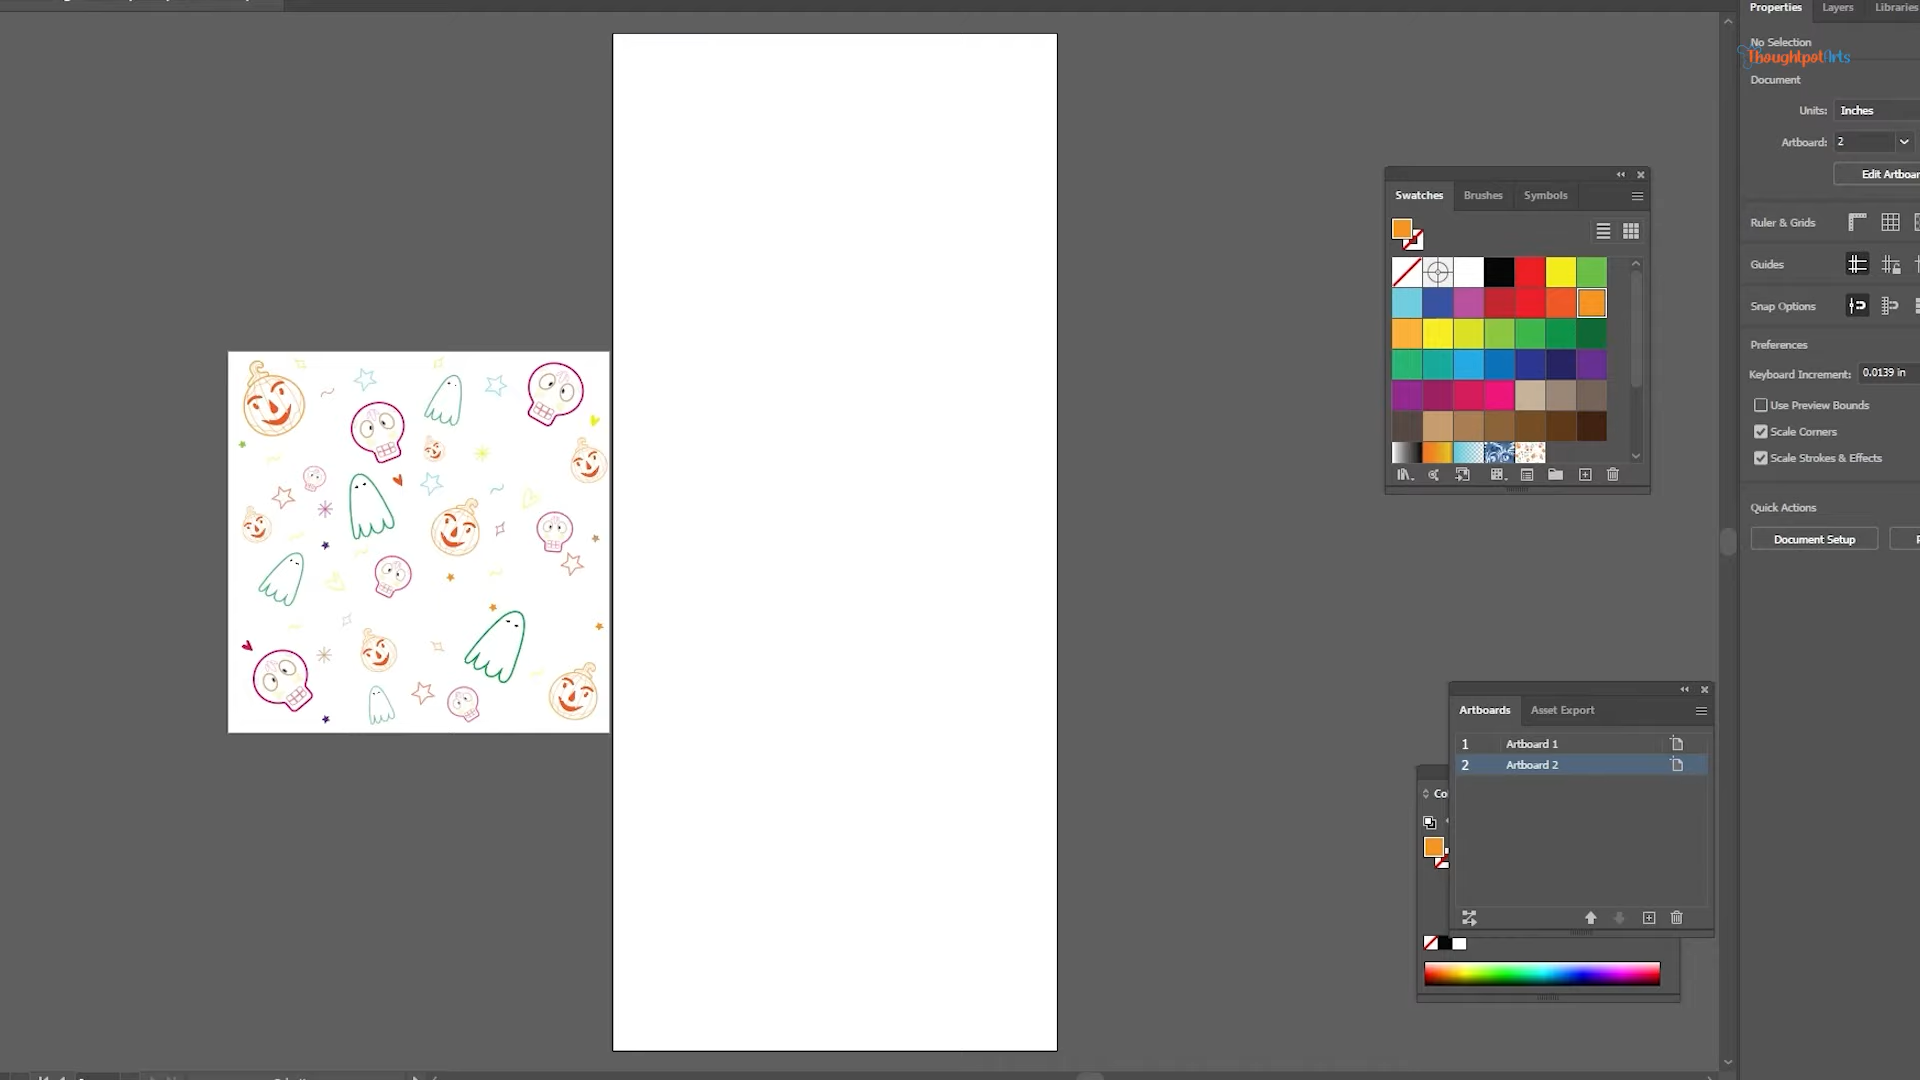 Properties Layers Libraries
No Selection
ThoughtpotArts
Document
Units: Inches
Artboard: 2
Edit Artboar
Ruler & Grids
Guides
Snap Options
Preferences
Keyboard Increment: 0.0139 in
Use Preview Bounds
Scale Corners
Scale Strokes & Effects
Quick Actions
Document Setup P
Swatches Brushes Symbols
Artboards Asset Export
1 Artboard 1
2 Artboard 2
Co